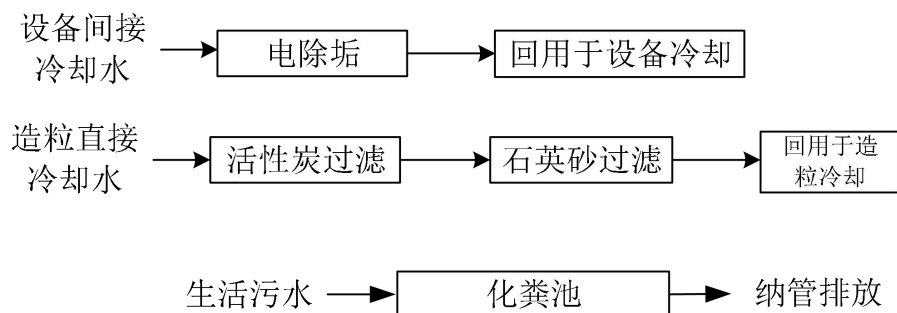 设备间接
冷却水
电除垢
回用于设备冷却
造粒直接
冷却水
活性炭过滤
石英砂过滤
回用于造
粒冷却
生活污水
化粪池
纳管排放